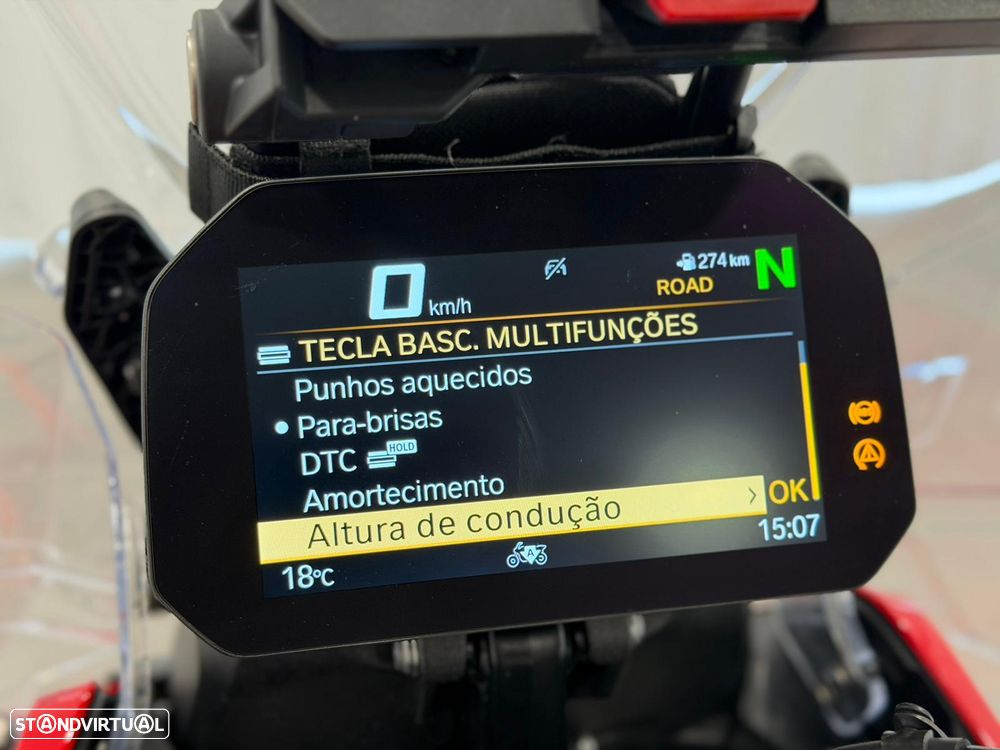 0 km/h 274 km N
ROAD
TECLA BASC. MULTIFUNÇÕES
Punhos aquecidos
Para-brisas
DTC HOLD
Amortecimento
Altura de condução > OK
18°C A 15:07
STANDVIRTUAL